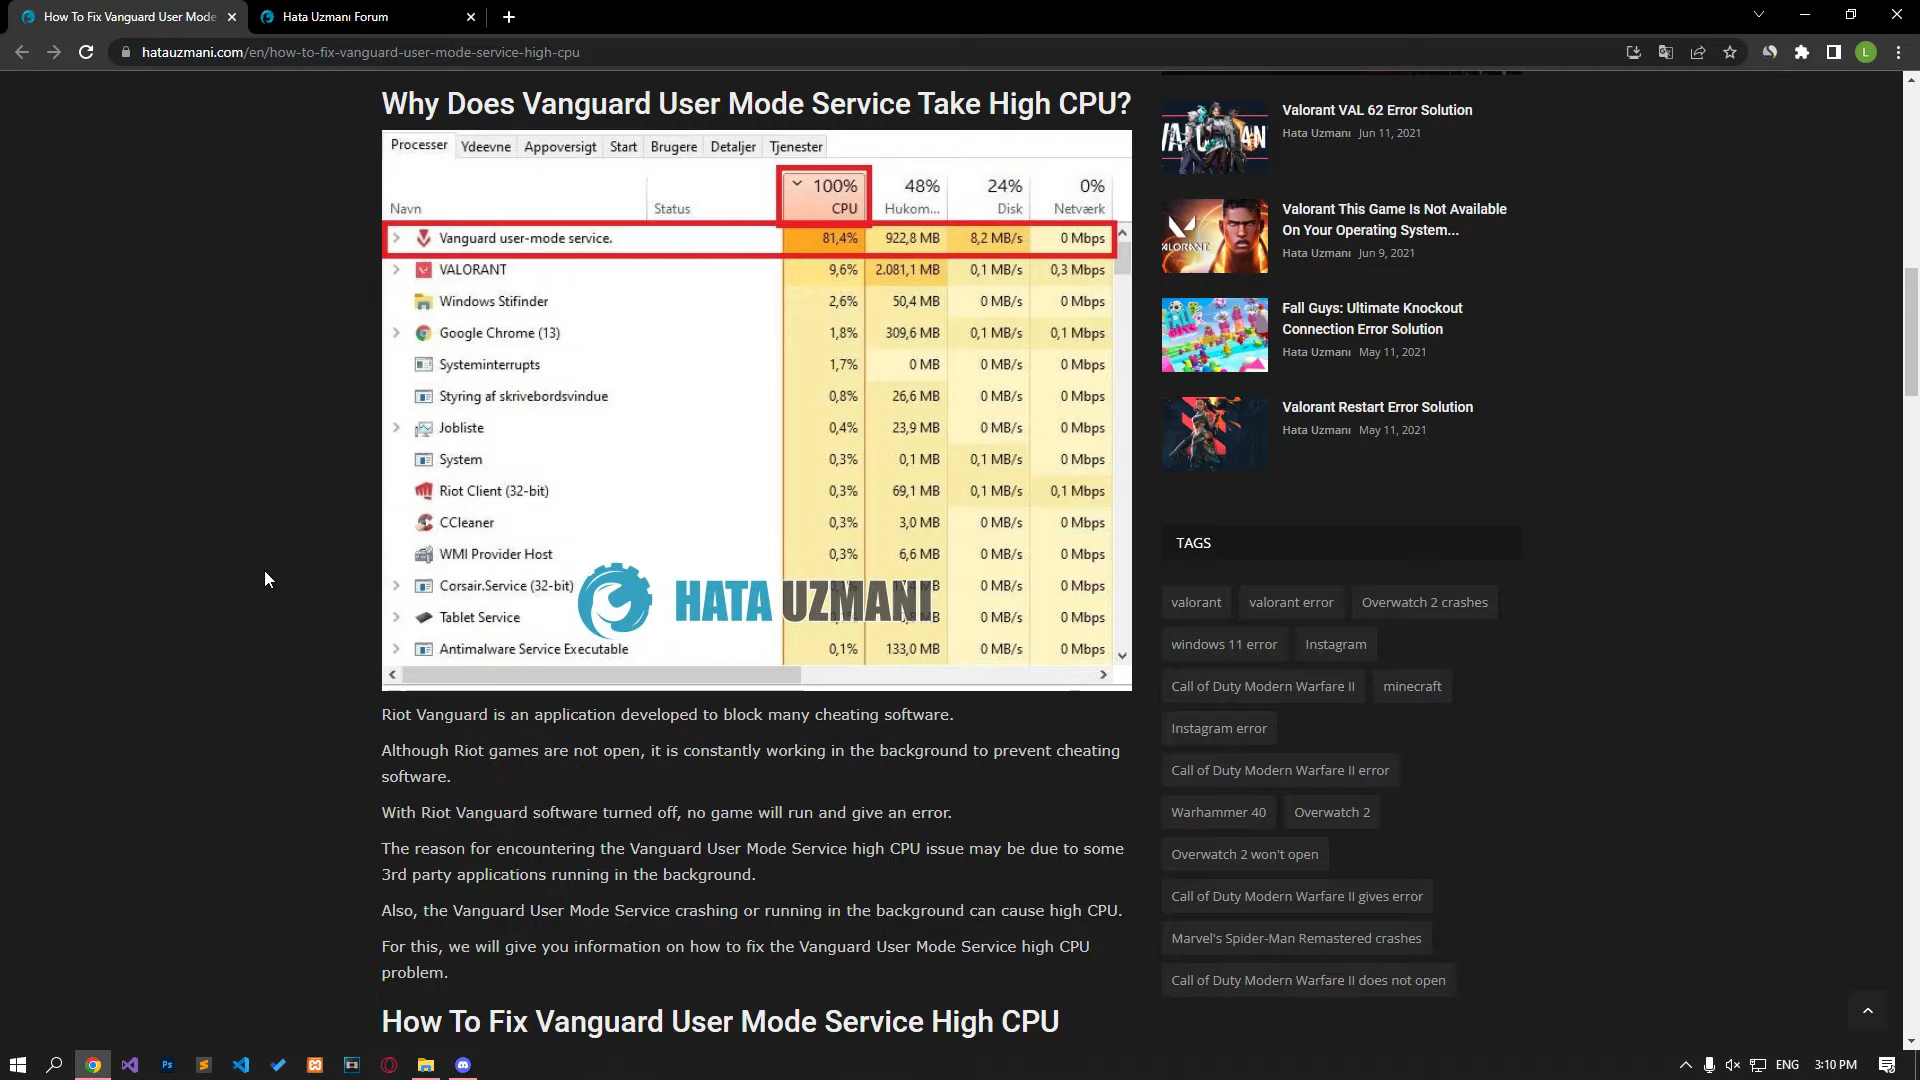 How To Fix Vanguard User Mode
Hata Uzmanı Forum
hatauzmani.com/en/how-to-fix-vanguard-user-mode-service-high-cpu
L
Why Does Vanguard User Mode Service Take High CPU?
Processer Ydeevne Appoversigt Start Brugere Detaljer Tjenester
100% 48% 24% 0%
Navn Status CPU Hukom... Disk Netværk
Vanguard user-mode service. 81,4% 922,8 MB 8,2 MB/s 0 Mbps
VALORANT 9,6% 2.081,1 MB 0,1 MB/s 0,3 Mbps
Windows Stifinder 2,6% 50,4 MB 0 MB/s 0 Mbps
Google Chrome (13) 1,8% 309,6 MB 0,1 MB/s 0,1 Mbps
Systeminterrupts 1,7% 0 MB 0 MB/s 0 Mbps
Styring af skrivebordsvindue 0,8% 26,6 MB 0 MB/s 0 Mbps
Jobliste 0,4% 23,9 MB 0 MB/s 0 Mbps
System 0,3% 0,1 MB 0,1 MB/s 0 Mbps
Riot Client (32-bit) 0,3% 69,1 MB 0,1 MB/s 0,1 Mbps
CCleaner 0,3% 3,0 MB 0 MB/s 0 Mbps
WMI Provider Host 0,3% 6,6 MB 0 MB/s 0 Mbps
Corsair.Service (32-bit) 0 MB/s 0 Mbps
HATA UZMANI
Tablet Service 0 MB/s 0 Mbps
Antimalware Service Executable 0,1% 133,0 MB 0 MB/s 0 Mbps
Riot Vanguard is an application developed to block many cheating software.
Although Riot games are not open, it is constantly working in the background to prevent cheating
software.
With Riot Vanguard software turned off, no game will run and give an error.
The reason for encountering the Vanguard User Mode Service high CPU issue may be due to some
3rd party applications running in the background.
Also, the Vanguard User Mode Service crashing or running in the background can cause high CPU.
For this, we will give you information on how to fix the Vanguard User Mode Service high CPU
problem.
How To Fix Vanguard User Mode Service High CPU
Valorant VAL 62 Error Solution
Hata Uzmanı Jun 11, 2021
Valorant This Game Is Not Available
On Your Operating System...
Hata Uzmanı Jun 9, 2021
Fall Guys: Ultimate Knockout
Connection Error Solution
Hata Uzmanı May 11, 2021
Valorant Restart Error Solution
Hata Uzmanı May 11, 2021
TAGS
valorant valorant error Overwatch 2 crashes
windows 11 error Instagram
Call of Duty Modern Warfare II minecraft
Instagram error
Call of Duty Modern Warfare II error
Warhammer 40 Overwatch 2
Overwatch 2 won't open
Call of Duty Modern Warfare II gives error
Marvel's Spider-Man Remastered crashes
Call of Duty Modern Warfare II does not open
Ps
ENG 3:10 PM